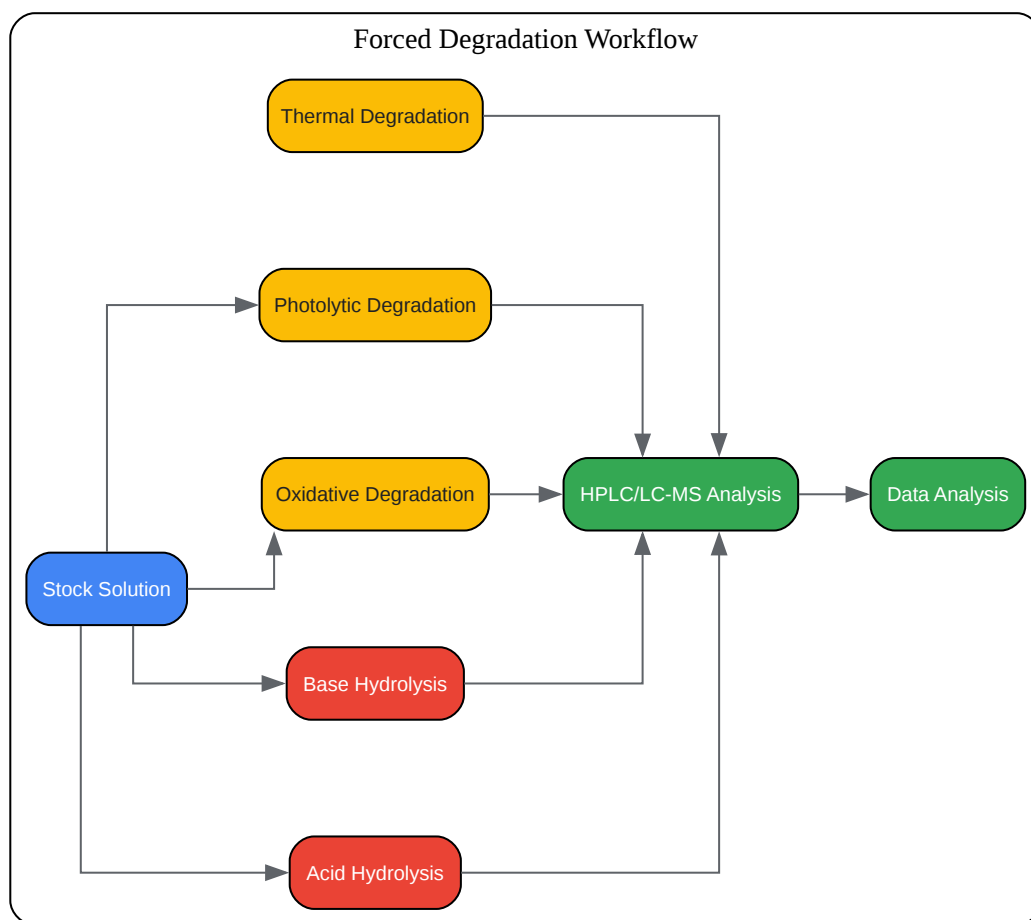 Forced Degradation Workflow
Thermal Degradation
Photolytic Degradation
Oxidative Degradation
HPLC/LC-MS Analysis
Data Analysis
Stock Solution
Base Hydrolysis
Acid Hydrolysis